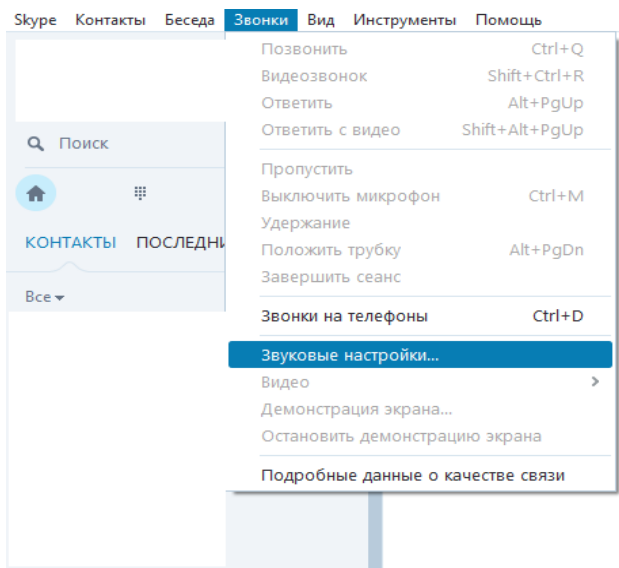 Skype Контакты Беседа Звонки Вид Инструменты Помощь
Позвонить Ctrl+Q
Видеозвонок Shift+Ctrl+R
Ответить Alt+PgUp
Ответить с видео Shift+Alt+PgUp
Поиск
Пропустить
Выключить микрофон Ctrl+M
Удержание
КОНТАКТЫ ПОСЛЕДНИ
Положить трубку Alt+PgDn
Завершить сеанс
Все
Звонки на телефоны Ctrl+D
Звуковые настройки...
Видео
Демонстрация экрана...
Остановить демонстрацию экрана
Подробные данные о качестве связи